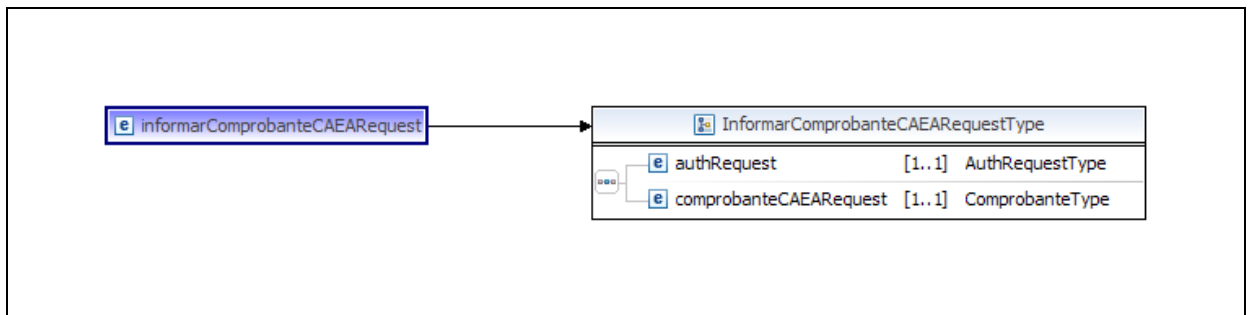 e informarComprobanteCAEARequest
InformarComprobanteCAEARequestType
e authRequest [1..1] AuthRequestType
e comprobanteCAEARequest [1..1] ComprobanteType